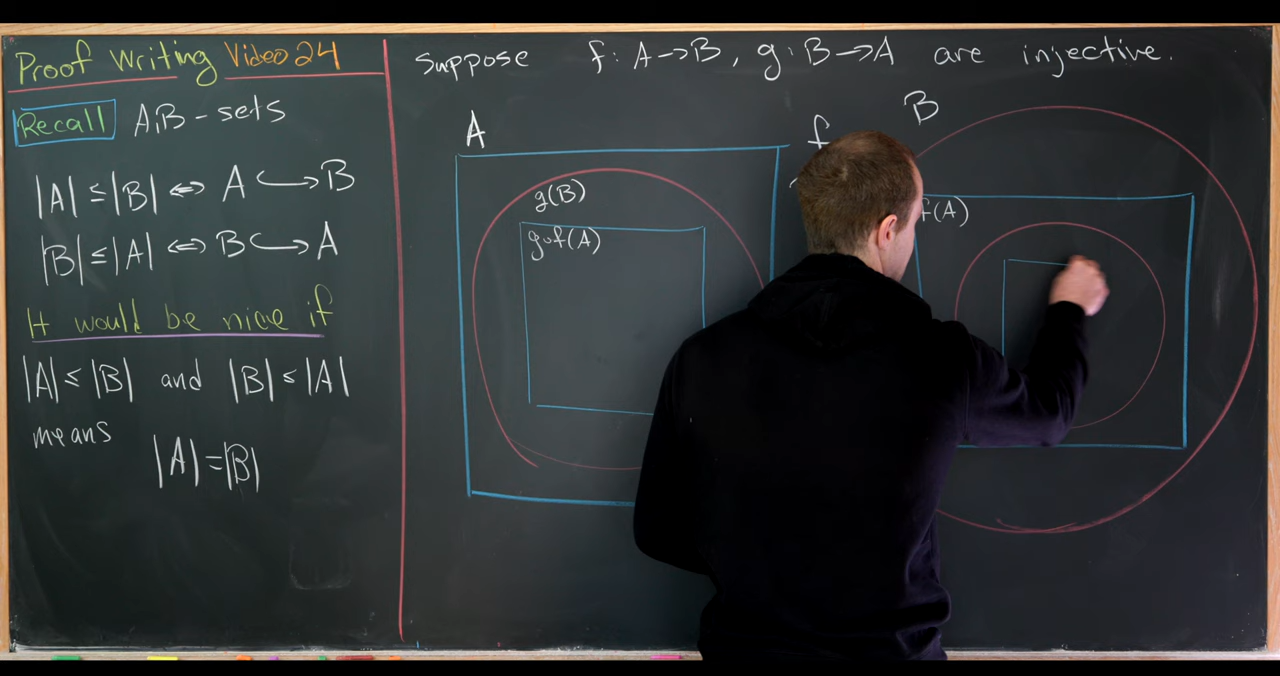 Proof Writing Video 24
Recall A,B - sets
|A| ≤ |B| ⇔ A ↪ B
|B| ≤ |A| ⇔ B ↪ A
It would be nice if
|A| ≤ |B| and |B| ≤ |A|
means
|A| = |B|
Suppose f: A → B, g: B → A are injective.
A
g(B)
g∘f(A)
f
B
f(A)